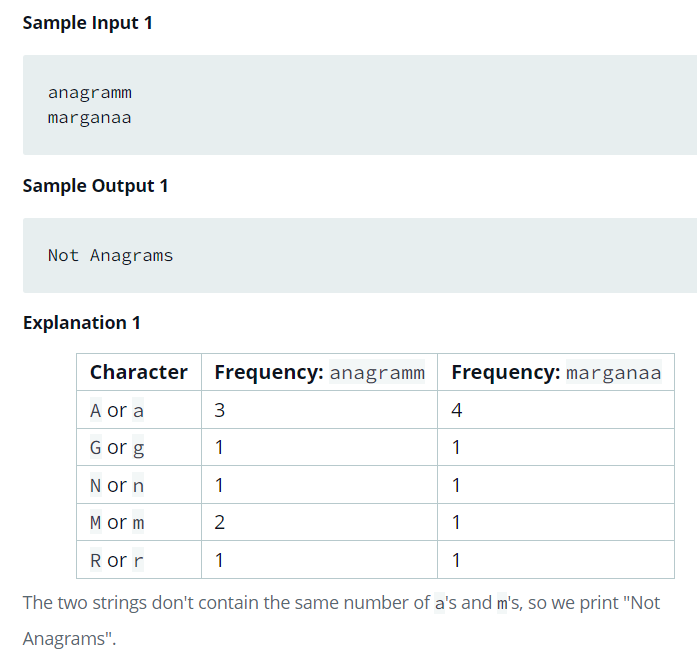 Sample Input 1
anagramm
marganaa
Sample Output 1
Not Anagrams
Explanation 1
Character Frequency: anagramm Frequency: marganaa
A or a 3 4
G or g 1 1
N or n 1 1
M or m 2 1
R or r 1 1
The two strings don't contain the same number of a's and m's, so we print "Not
Anagrams".